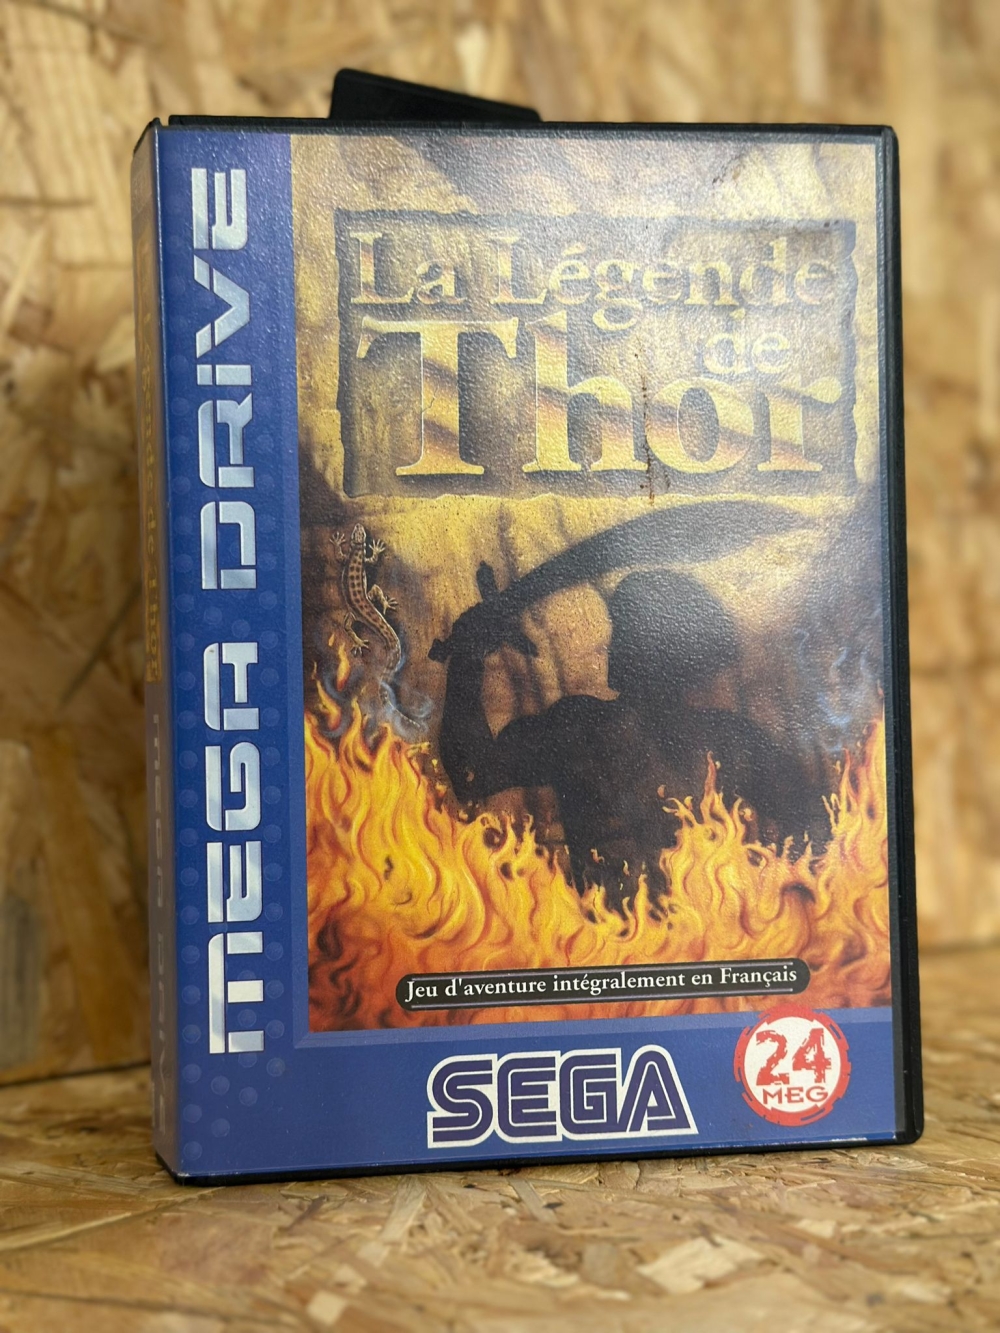 MEGA DRIVE
La Légende
de
Thor
Jeu d'aventure intégralement en Français
SEGA
24
MEG